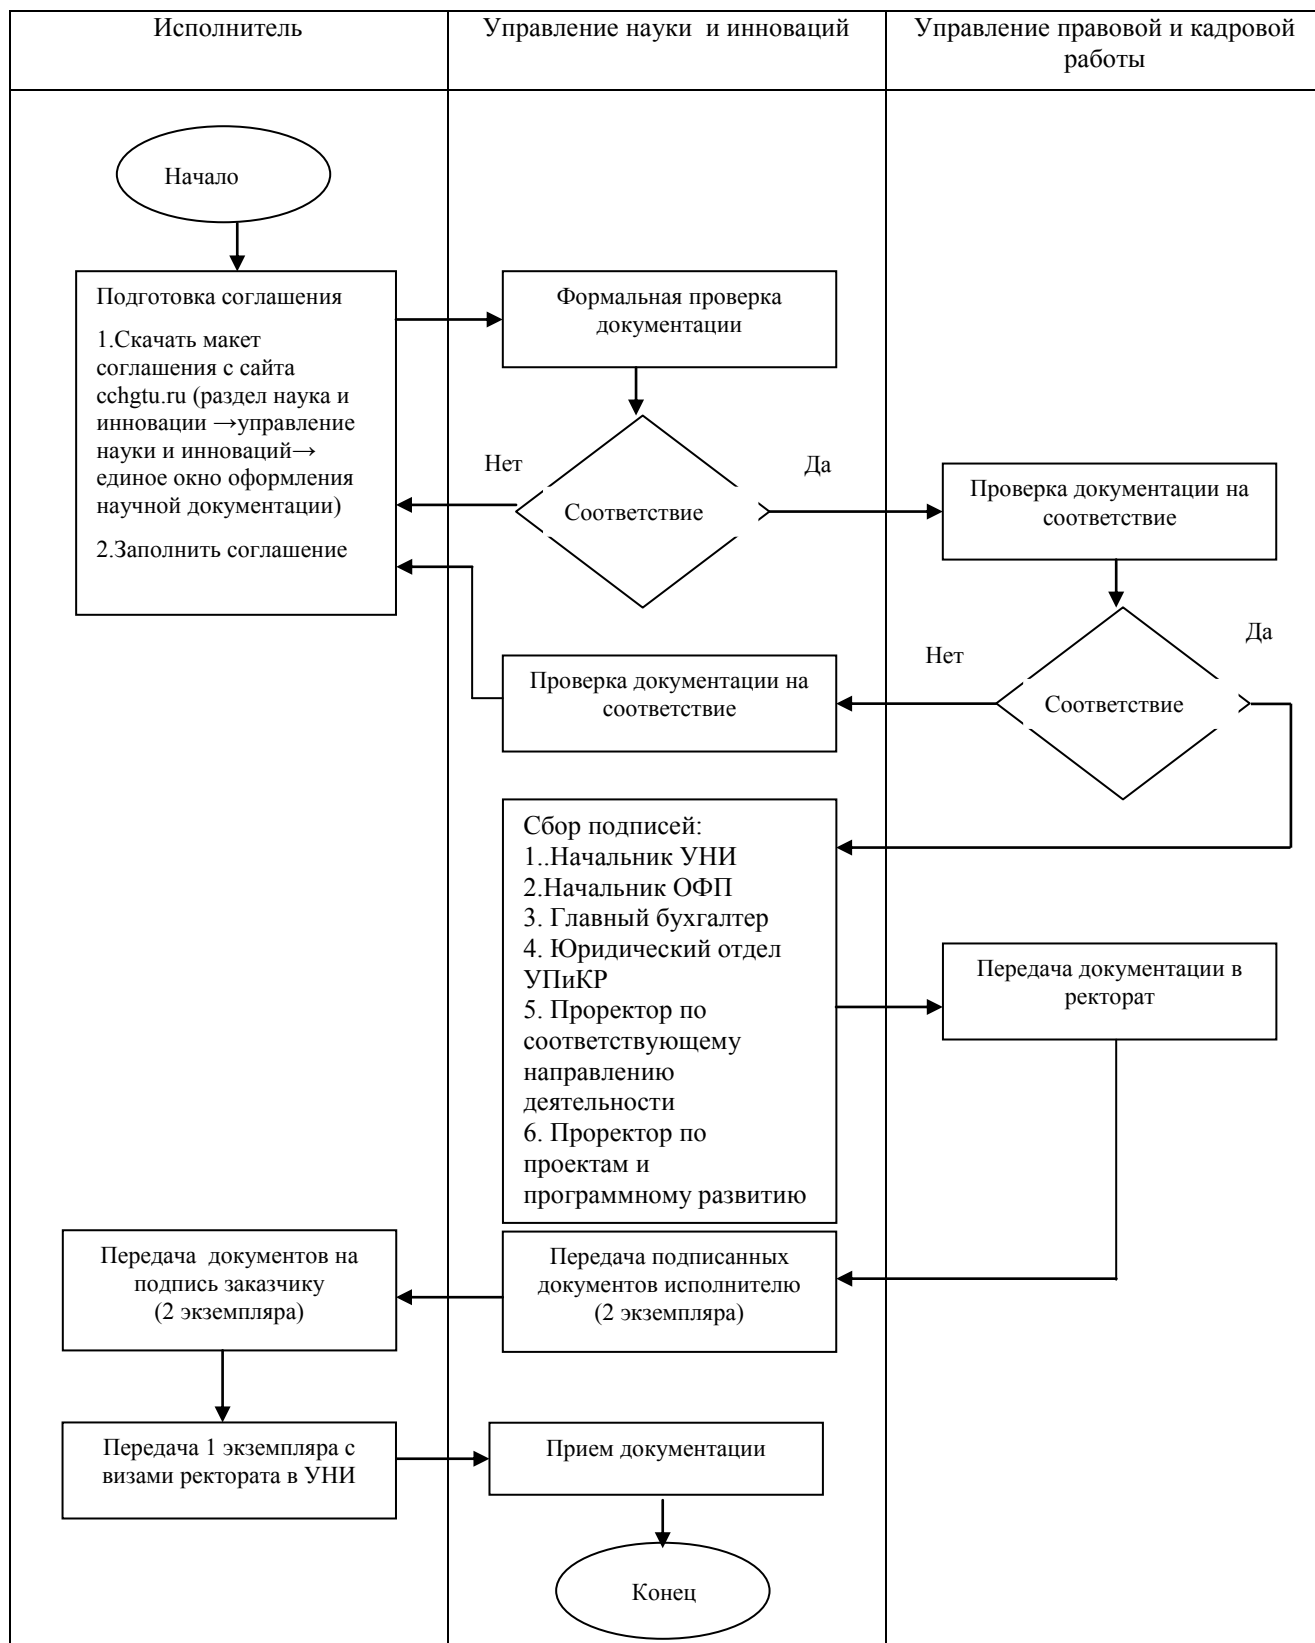 Исполнитель
Управление науки и инноваций
Управление правовой и кадровой
работы
Начало
Подготовка соглашения
1.Скачать макет
соглашения с сайта
cchgtu.ru (раздел наука и
инновации →управление
науки и инноваций→
единое окно оформления
научной документации)
2.Заполнить соглашение
Формальная проверка
документации
Нет
Да
Соответствие
Проверка документации на
соответствие
Нет
Да
Соответствие
Проверка документации на
соответствие
Сбор подписей:
1..Начальник УНИ
2.Начальник ОФП
3. Главный бухгалтер
4. Юридический отдел
УПиКР
5. Проректор по
соответствующему
направлению
деятельности
6. Проректор по
проектам и
программному развитию
Передача документации в
ректорат
Передача подписанных
документов исполнителю
(2 экземпляра)
Передача документов на
подпись заказчику
(2 экземпляра)
Передача 1 экземпляра с
визами ректората в УНИ
Прием документации
Конец